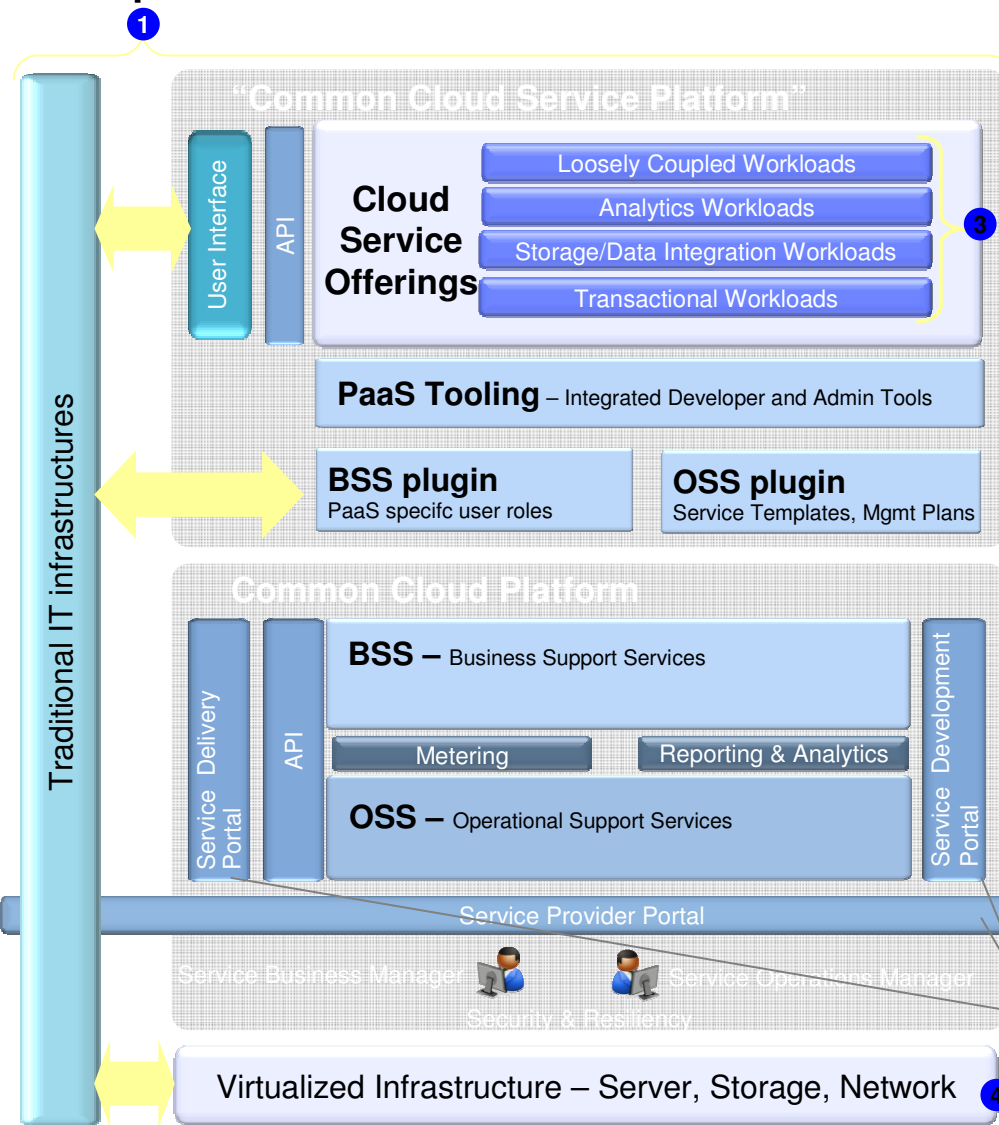 1
“Common Cloud Service Platform”
User Interface
API
Cloud
Service
Offerings
Loosely Coupled Workloads
Analytics Workloads
Storage/Data Integration Workloads
Transactional Workloads
3
PaaS Tooling – Integrated Developer and Admin Tools
BSS plugin
PaaS specifc user roles
OSS plugin
Service Templates, Mgmt Plans
Traditional IT infrastructures
Common Cloud Platform
Service Delivery
Portal
API
BSS – Business Support Services
Metering
Reporting & Analytics
OSS – Operational Support Services
Service Development
Portal
Service Provider Portal
Service Business Manager
Service Operations Manager
Security & Resiliency
Virtualized Infrastructure – Server, Storage, Network
4